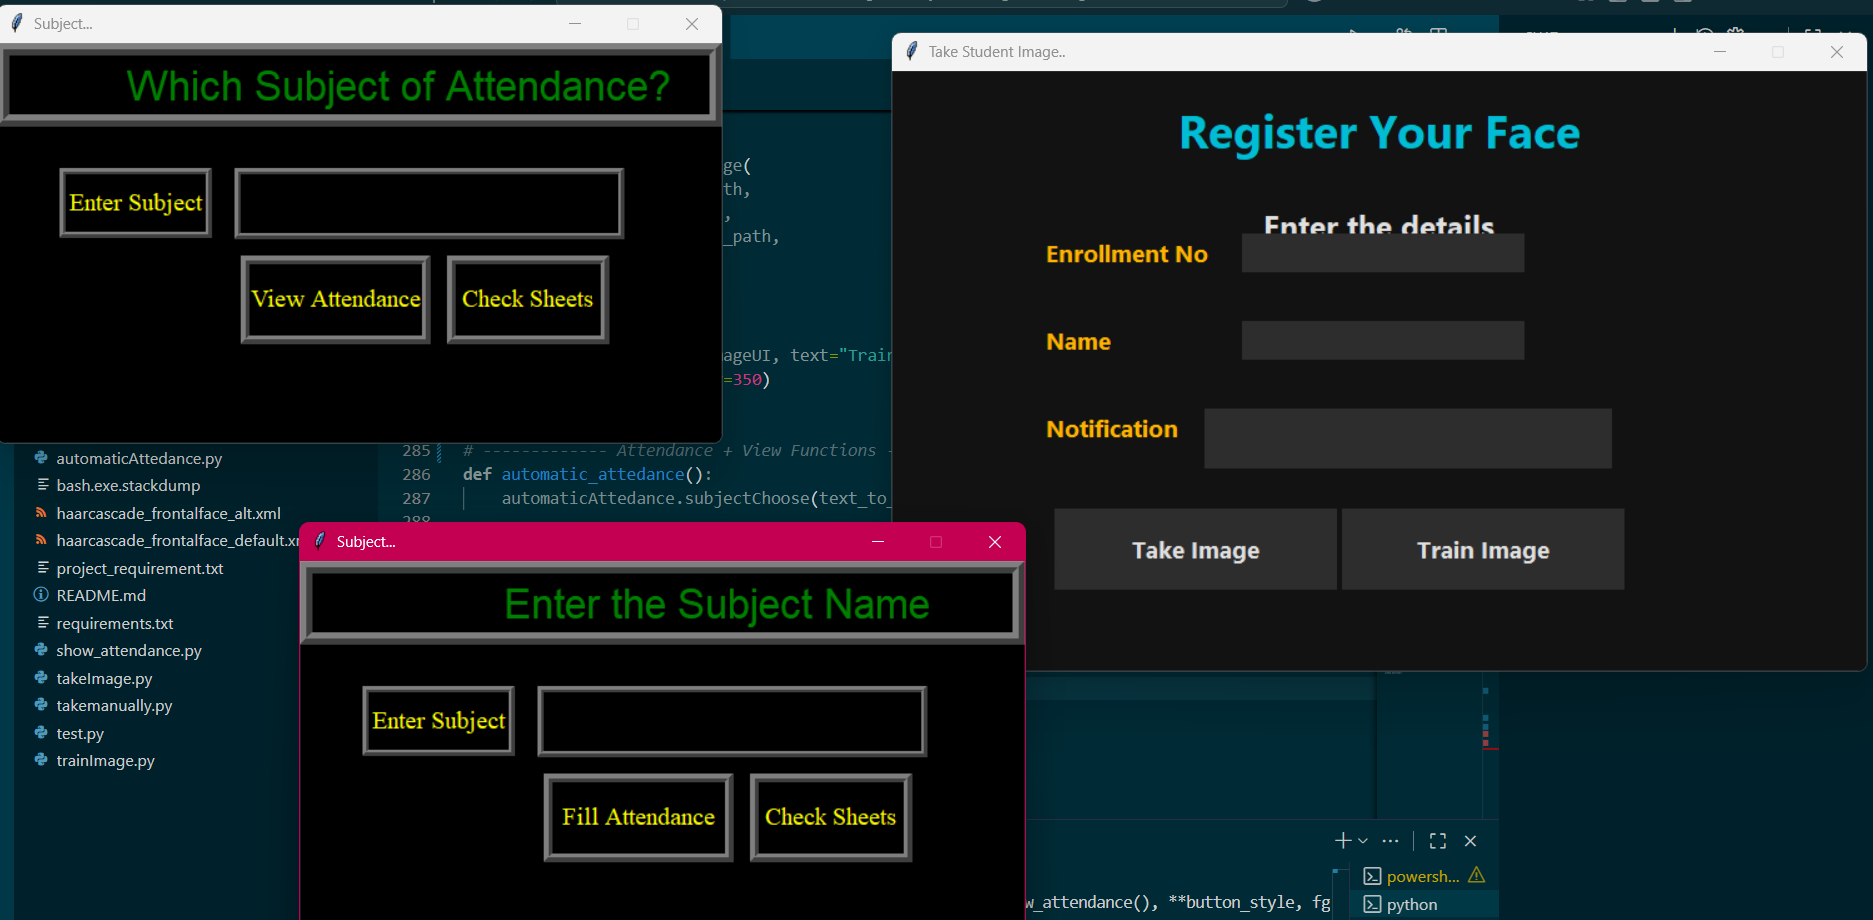 Subject...
Which Subject of Attendance?
Enter Subject
View Attendance
Check Sheets
Take Student Image..
Register Your Face
Enter the details
Enrollment No
Name
Notification
Take Image
Train Image
ge(
th,
,
_path,
ageUI, text="Train
=350)
285 # ------------- Attendance + View Functions -
286 def automatic_attedance():
287 automaticAttedance.subjectChoose(text_to_
288
automaticAttedance.py
bash.exe.stackdump
haarcascade_frontalface_alt.xml
haarcascade_frontalface_default.xm
project_requirement.txt
README.md
requirements.txt
show_attendance.py
takeImage.py
takemanually.py
test.py
trainImage.py
Subject...
Enter the Subject Name
Enter Subject
Fill Attendance
Check Sheets
powersh...
python
w_attendance(), **button_style, fg